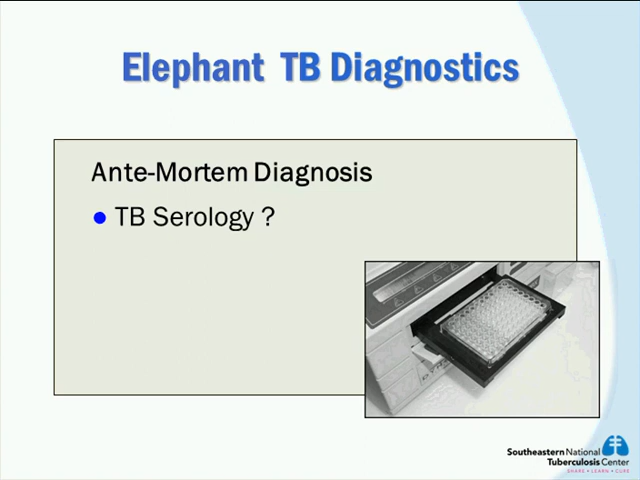 Elephant TB Diagnostics
Ante-Mortem Diagnosis
TB Serology ?
Southeastern National
Tuberculosis Center
SHARE • LEARN • CURE